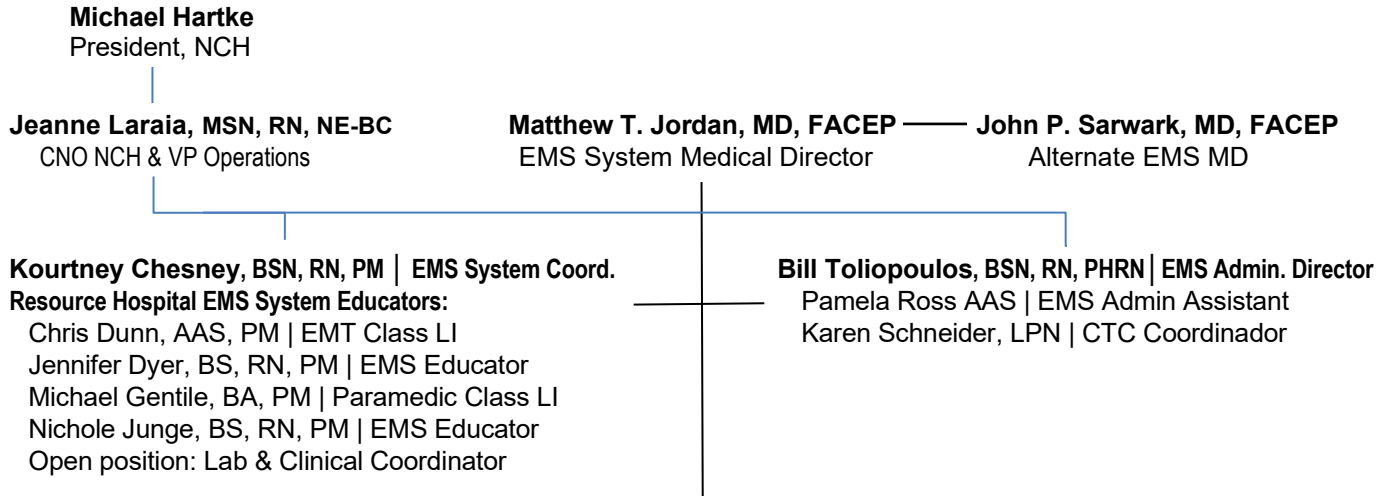 Michael Hartke
President, NCH
Jeanne Laraia, MSN, RN, NE-BC
CNO NCH & VP Operations
Matthew T. Jordan, MD, FACEP
EMS System Medical Director
John P. Sarwark, MD, FACEP
Alternate EMS MD
Kourtney Chesney, BSN, RN, PM | EMS System Coord.
Resource Hospital EMS System Educators:
Chris Dunn, AAS, PM | EMT Class LI
Jennifer Dyer, BS, RN, PM | EMS Educator
Michael Gentile, BA, PM | Paramedic Class LI
Nichole Junge, BS, RN, PM | EMS Educator
Open position: Lab & Clinical Coordinator
Bill Toliopoulos, BSN, RN, PHRN | EMS Admin. Director
Pamela Ross AAS | EMS Admin Assistant
Karen Schneider, LPN | CTC Coordinador